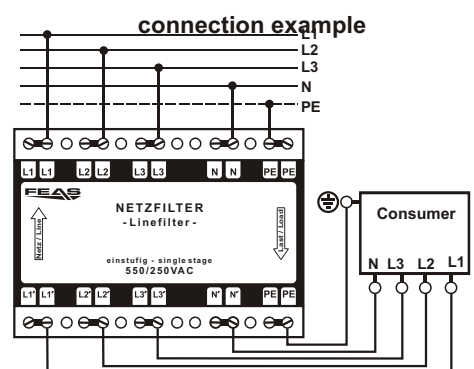 connection example
L1
L2
L3
N
PE
L1 L1 L2 L2 L3 L3 N N PE PE
FEAS
NETZFILTER
-Linefilter-
Netz / Line
Last / Load
einstufig - single stage
550/250VAC
L1' L1' L2' L2' L3' L3' N' N' PE PE
Consumer
N L3 L2 L1